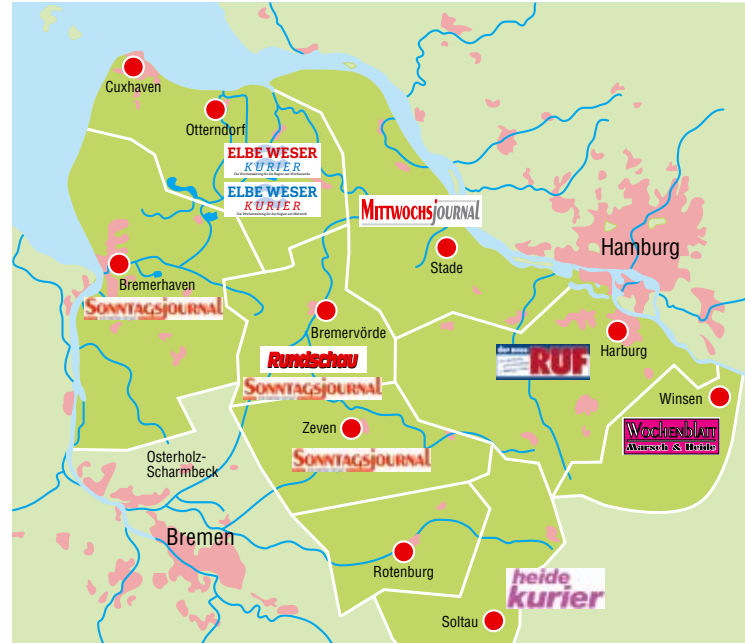 Cuxhaven
Otterndorf
ELBE WESER
KURIER
ELBE WESER
KURIER
MITTWOCHSJOURNAL
Hamburg
Stade
Bremerhaven
SONNTAGSJOURNAL
Bremervörde
Harburg
Rundschau
RUF
SONNTAGSJOURNAL
Winsen
Zeven
WOCHENBLATT
Marsch & Heide
Osterholz-
Scharmbeck
SONNTAGSJOURNAL
Bremen
Rotenburg
heide
kurier
Soltau